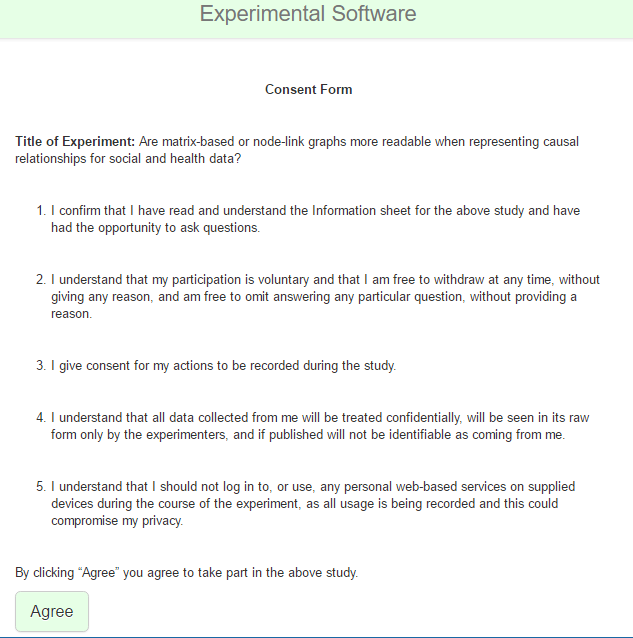 Experimental Software
Consent Form
Title of Experiment: Are matrix-based or node-link graphs more readable when representing causal
relationships for social and health data?
1. I confirm that I have read and understand the Information sheet for the above study and have
had the opportunity to ask questions.
2. I understand that my participation is voluntary and that I am free to withdraw at any time, without
giving any reason, and am free to omit answering any particular question, without providing a
reason.
3. I give consent for my actions to be recorded during the study.
4. I understand that all data collected from me will be treated confidentially, will be seen in its raw
form only by the experimenters, and if published will not be identifiable as coming from me.
5. I understand that I should not log in to, or use, any personal web-based services on supplied
devices during the course of the experiment, as all usage is being recorded and this could
compromise my privacy.
By clicking “Agree” you agree to take part in the above study.
Agree